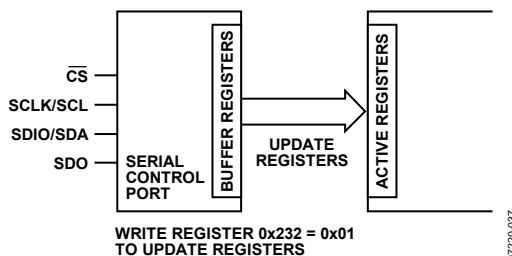 CS
SCLK/SCL
SDIO/SDA
SDO
SERIAL
CONTROL
PORT
BUFFER REGISTERS
UPDATE
REGISTERS
ACTIVE REGISTERS
WRITE REGISTER 0x232 = 0x01
TO UPDATE REGISTERS